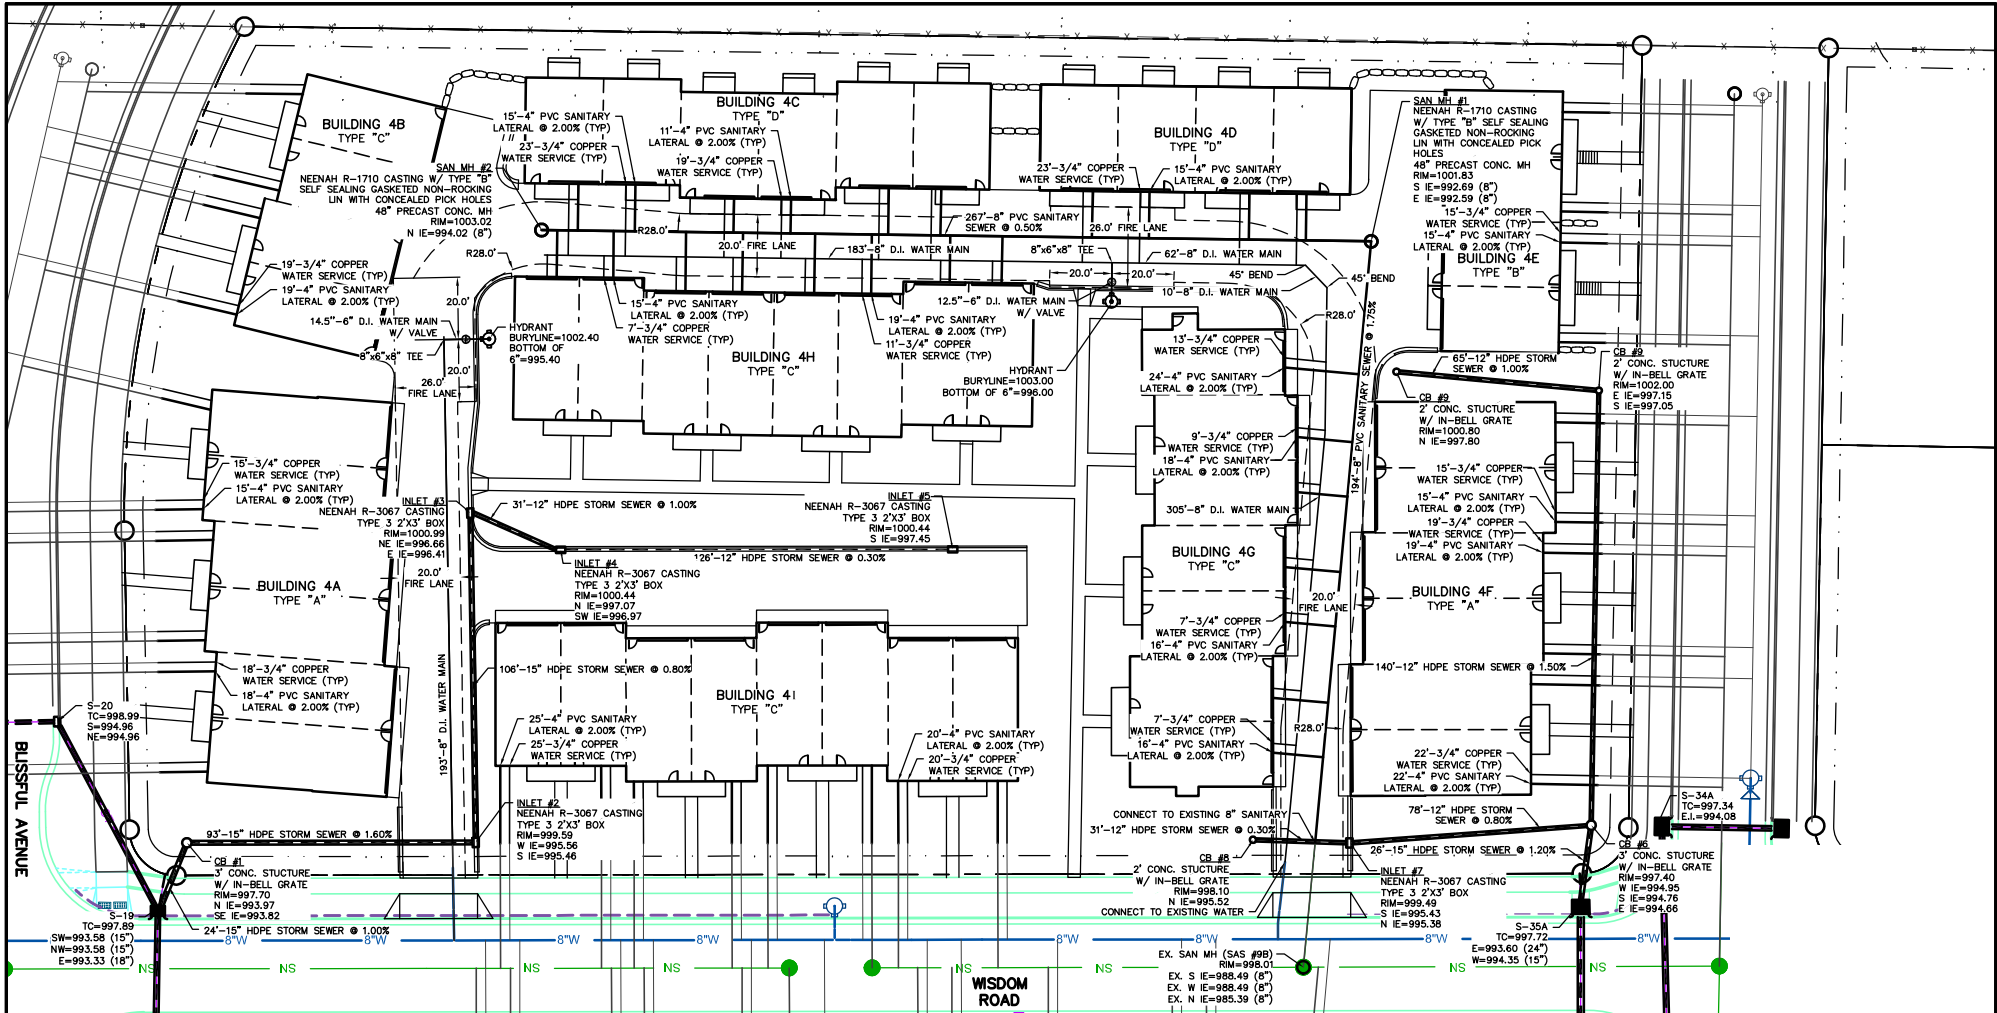 BUILDING 4B
TYPE "C"
SAN MH #2
NEENAH R-1710 CASTING W/ TYPE "B"
SELF SEALING GASKETED NON-ROCKING
LIN WITH CONCEALED PICK HOLES
48" PRECAST CONC. MH
RIM=1003.02
N IE=994.02 (8")
15'-4" PVC SANITARY
LATERAL @ 2.00% (TYP)
23'-3/4" COPPER
WATER SERVICE (TYP)
BUILDING 4C
TYPE "D"
11'-4" PVC SANITARY
LATERAL @ 2.00% (TYP)
19'-3/4" COPPER
WATER SERVICE (TYP)
BUILDING 4D
TYPE "D"
23'-3/4" COPPER
WATER SERVICE (TYP)
15'-4" PVC SANITARY
LATERAL @ 2.00% (TYP)
SAN MH #1
NEENAH R-1710 CASTING
W/ TYPE "B" SELF SEALING
GASKETED NON-ROCKING
LIN WITH CONCEALED PICK
HOLES
48" PRECAST CONC. MH
RIM=1001.83
S IE=992.69 (8")
E IE=992.59 (8")
15'-3/4" COPPER
WATER SERVICE (TYP)
15'-4" PVC SANITARY
LATERAL @ 2.00% (TYP)
BUILDING 4E
TYPE "B"
267'-8" PVC SANITARY
SEWER @ 0.50%
26.0' FIRE LANE
R28.0'
20.0' FIRE LANE
183'-8" D.I. WATER MAIN
8"x6"x8" TEE
62'-8" D.I. WATER MAIN
R28.0'
20.0'
20.0'
45° BEND
45° BEND
10'-8" D.I. WATER MAIN
12.5"-6" D.I. WATER MAIN
W/ VALVE
R28.0'
194'-8" PVC SANITARY SEWER @ 1.75%
19'-3/4" COPPER
WATER SERVICE (TYP)
19'-4" PVC SANITARY
LATERAL @ 2.00% (TYP)
14.5"-6" D.I. WATER MAIN
W/ VALVE
8"x6"x8" TEE
20.0'
20.0'
26.0'
FIRE LANE
HYDRANT
BURYLINE=1002.40
BOTTOM OF
6"=995.40
15'-4" PVC SANITARY
LATERAL @ 2.00% (TYP)
7'-3/4" COPPER
WATER SERVICE (TYP)
BUILDING 4H
TYPE "C"
19'-4" PVC SANITARY
LATERAL @ 2.00% (TYP)
11'-3/4" COPPER
WATER SERVICE (TYP)
HYDRANT
BURYLINE=1003.00
BOTTOM OF 6"=996.00
13'-3/4" COPPER
WATER SERVICE (TYP)
24'-4" PVC SANITARY
LATERAL @ 2.00% (TYP)
9'-3/4" COPPER
WATER SERVICE (TYP)
18'-4" PVC SANITARY
LATERAL @ 2.00% (TYP)
305'-8" D.I. WATER MAIN
BUILDING 4G
TYPE "C"
20.0'
FIRE LANE
7'-3/4" COPPER
WATER SERVICE (TYP)
16'-4" PVC SANITARY
LATERAL @ 2.00% (TYP)
7'-3/4" COPPER
WATER SERVICE (TYP)
16'-4" PVC SANITARY
LATERAL @ 2.00% (TYP)
R28.0'
65'-12" HDPE STORM
SEWER @ 1.00%
CB #9
2' CONC. STUCTURE
W/ IN-BELL GRATE
RIM=1002.00
E IE=997.15
S IE=997.05
CB #9
2' CONC. STUCTURE
W/ IN-BELL GRATE
RIM=1000.80
N IE=997.80
15'-3/4" COPPER
WATER SERVICE (TYP)
15'-4" PVC SANITARY
LATERAL @ 2.00% (TYP)
19'-3/4" COPPER
WATER SERVICE (TYP)
19'-4" PVC SANITARY
LATERAL @ 2.00% (TYP)
BUILDING 4F
TYPE "A"
140'-12" HDPE STORM SEWER @ 1.50%
22'-3/4" COPPER
WATER SERVICE (TYP)
22'-4" PVC SANITARY
LATERAL @ 2.00% (TYP)
15'-3/4" COPPER
WATER SERVICE (TYP)
15'-4" PVC SANITARY
LATERAL @ 2.00% (TYP)
BUILDING 4A
TYPE "A"
18'-3/4" COPPER
WATER SERVICE (TYP)
18'-4" PVC SANITARY
LATERAL @ 2.00% (TYP)
INLET #3
NEENAH R-3067 CASTING
TYPE 3 2'X3' BOX
RIM=1000.99
NE IE=996.66
E IE=996.41
20.0'
FIRE LANE
31'-12" HDPE STORM SEWER @ 1.00%
INLET #5
NEENAH R-3067 CASTING
TYPE 3 2'X3' BOX
RIM=1000.44
S IE=997.45
126'-12" HDPE STORM SEWER @ 0.30%
INLET #4
NEENAH R-3067 CASTING
TYPE 3 2'X3' BOX
RIM=1000.44
N IE=997.07
SW IE=996.97
193'-8" D.I. WATER MAIN
106'-15" HDPE STORM SEWER @ 0.80%
BUILDING 4I
TYPE "C"
25'-4" PVC SANITARY
LATERAL @ 2.00% (TYP)
25'-3/4" COPPER
WATER SERVICE (TYP)
20'-4" PVC SANITARY
LATERAL @ 2.00% (TYP)
20'-3/4" COPPER
WATER SERVICE (TYP)
S-20
TC=998.99
S=994.96
NE=994.96
BLISSFUL AVENUE
93'-15" HDPE STORM SEWER @ 1.60%
INLET #2
NEENAH R-3067 CASTING
TYPE 3 2'X3' BOX
RIM=999.59
W IE=995.56
S IE=995.46
CB #1
3' CONC. STUCTURE
W/ IN-BELL GRATE
RIM=997.70
N IE=993.97
SE IE=993.82
24'-15" HDPE STORM SEWER @ 1.00%
S-19
TC=997.89
SW=993.58 (15")
NW=993.58 (15")
E=993.33 (18")
CONNECT TO EXISTING 8" SANITARY
31'-12" HDPE STORM SEWER @ 0.30%
CB #8
2' CONC. STUCTURE
W/ IN-BELL GRATE
RIM=998.10
N IE=995.52
CONNECT TO EXISTING WATER
78'-12" HDPE STORM
SEWER @ 0.80%
26'-15" HDPE STORM SEWER @ 1.20%
INLET #7
NEENAH R-3067 CASTING
TYPE 3 2'X3' BOX
RIM=999.49
S IE=995.43
N IE=995.38
S-34A
TC=997.34
E.I.=994.08
CB #6
3' CONC. STUCTURE
W/ IN-BELL GRATE
RIM=997.40
W IE=994.95
S IE=994.76
E IE=994.66
S-35A
TC=997.72
E=993.60 (24")
W=994.35 (15")
8"W
8"W
8"W
8"W
8"W
8"W
8"W
8"W
EX. SAN MH (SAS #9B)
RIM=998.01
EX. S IE=988.49 (8")
EX. W IE=988.49 (8")
EX. N IE=985.39 (8")
NS
NS
NS
NS
NS
NS
NS
NS
WISDOM
ROAD